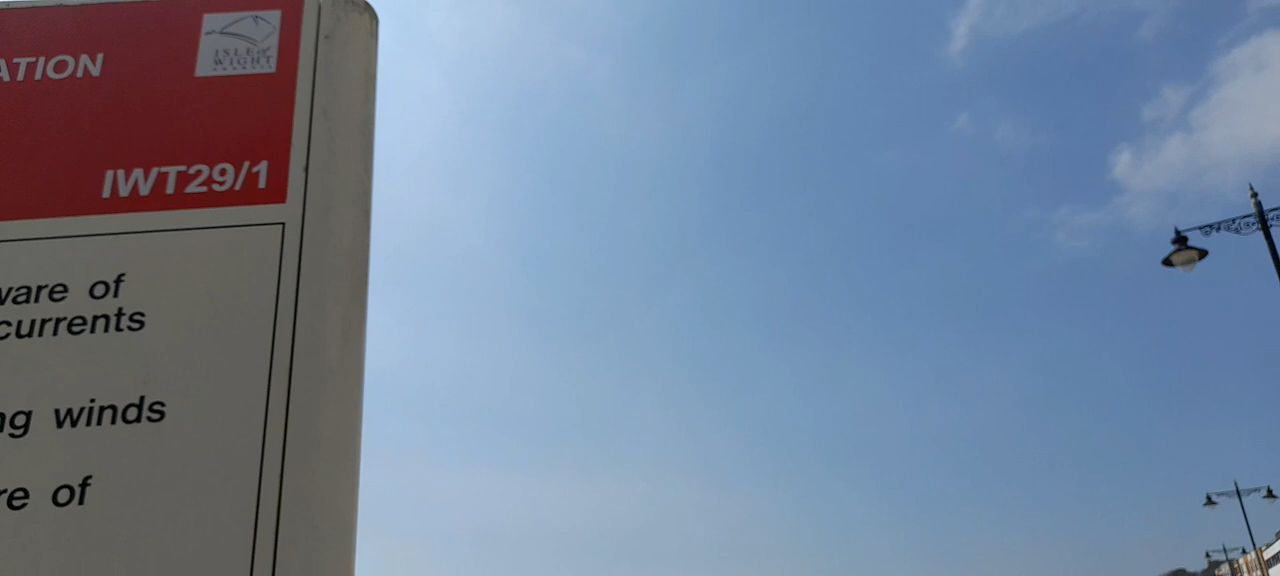 ATION
ISLE of
WIGHT
IWT29/1
ware of
currents
ng winds
re of